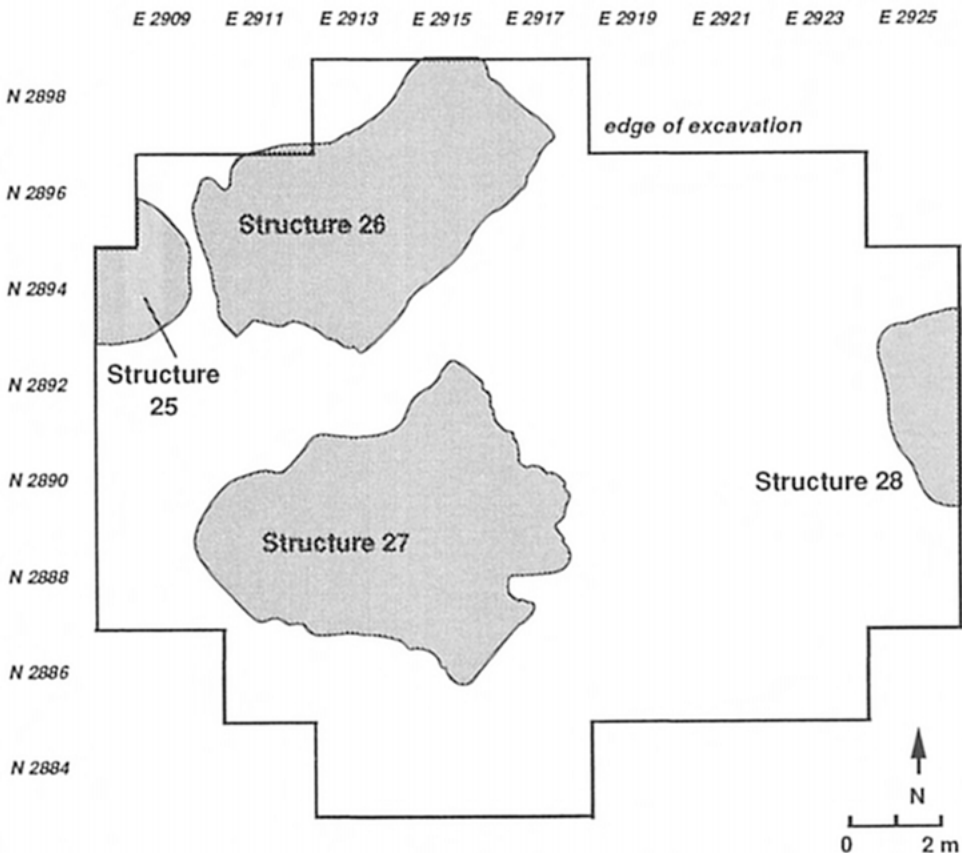 E 2909 E 2911 E 2913 E 2915 E 2917 E 2919 E 2921 E 2923 E 2925
N 2898
edge of excavation
N 2896
Structure 26
N 2894
Structure
25
N 2892
N 2890
Structure 28
Structure 27
N 2888
N 2886
N 2884
N
0 2 m